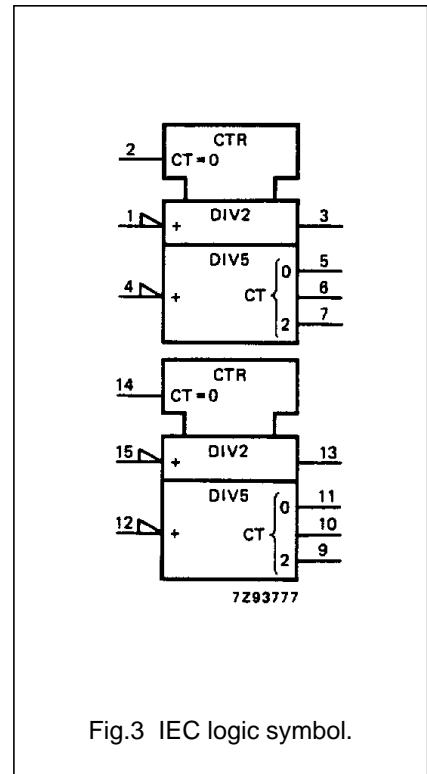 CTR
2 CT=0
1 + DIV2 3
DIV5 0 5
4 + CT 6
2 7
CTR
14 CT=0
15 + DIV2 13
DIV5 0 11
12 + CT 10
2 9
7Z93777
Fig.3 IEC logic symbol.